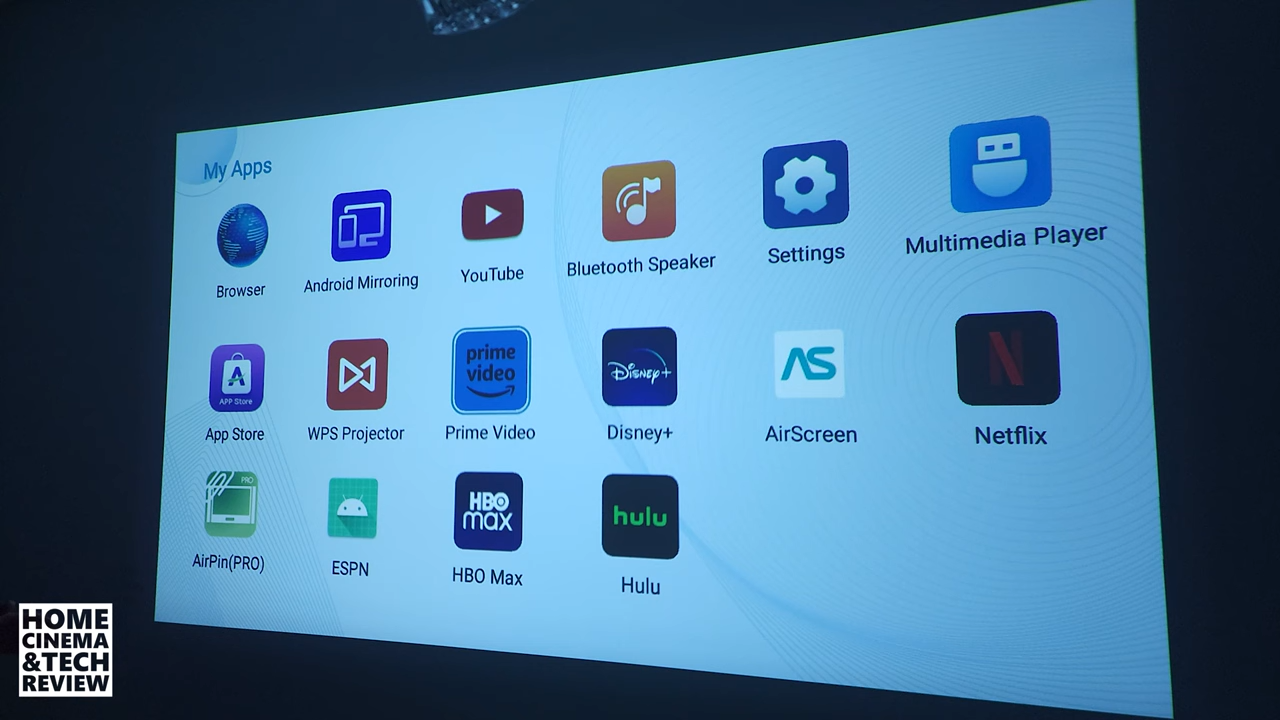 My Apps
Browser
Android Mirroring
YouTube
Bluetooth Speaker
Settings
Multimedia Player
A
APP Store
App Store
WPS Projector
prime
video
Prime Video
Disney+
Disney+
AS
AirScreen
N
Netflix
PRO
AirPin(PRO)
ESPN
HBO
max
HBO Max
hulu
Hulu
HOME
CINEMA
&TECH
REVIEW